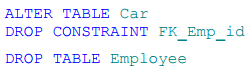 ALTER TABLE Car
DROP CONSTRAINT FK_Emp_id
DROP TABLE Employee